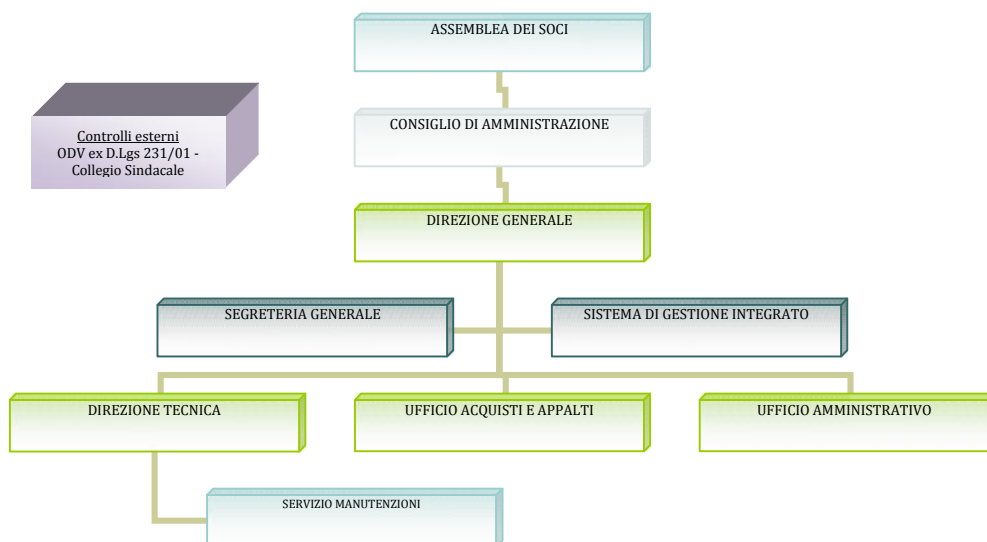 ASSEMBLEA DEI SOCI
Controlli esterni
ODV ex D.Lgs 231/01 -
Collegio Sindacale
CONSIGLIO DI AMMINISTRAZIONE
DIREZIONE GENERALE
SEGRETERIA GENERALE
SISTEMA DI GESTIONE INTEGRATO
DIREZIONE TECNICA
UFFICIO ACQUISTI E APPALTI
UFFICIO AMMINISTRATIVO
SERVIZIO MANUTENZIONI